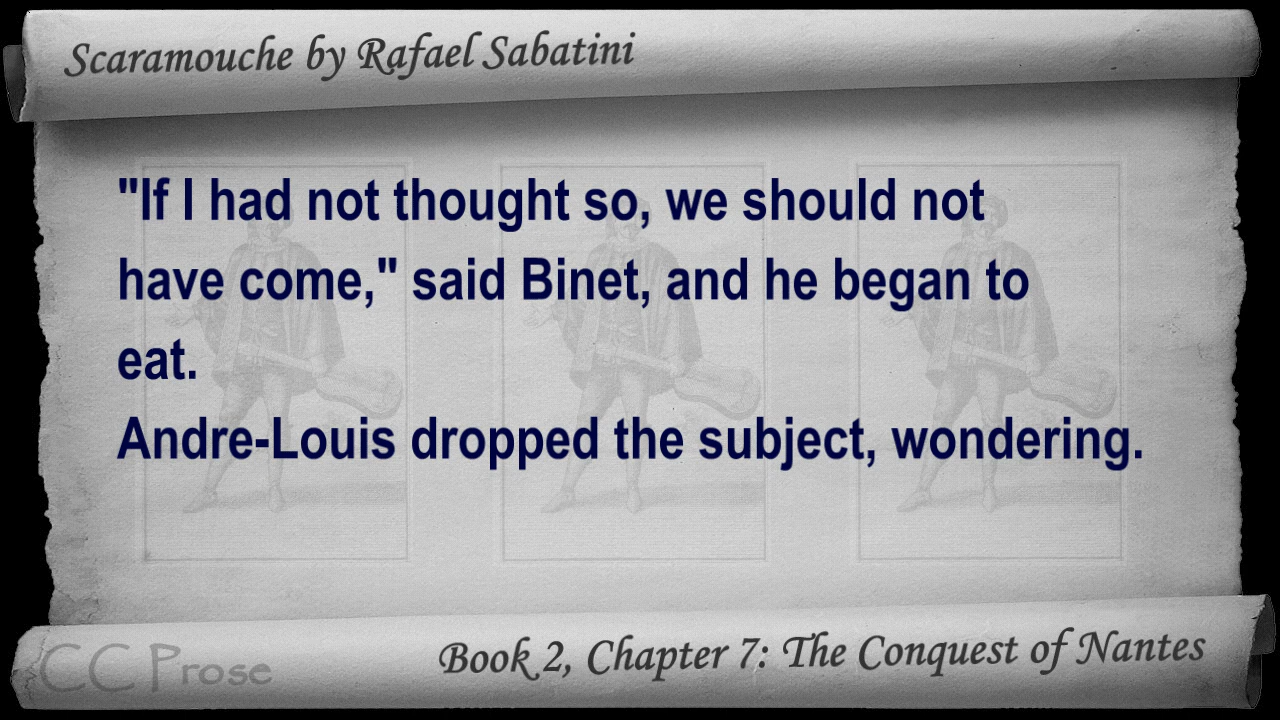 Scaramouche by Rafael Sabatini
"If I had not thought so, we should not
have come," said Binet, and he began to
eat.
Andre-Louis dropped the subject, wondering.
CC Prose
Book 2, Chapter 7: The Conquest of Nantes